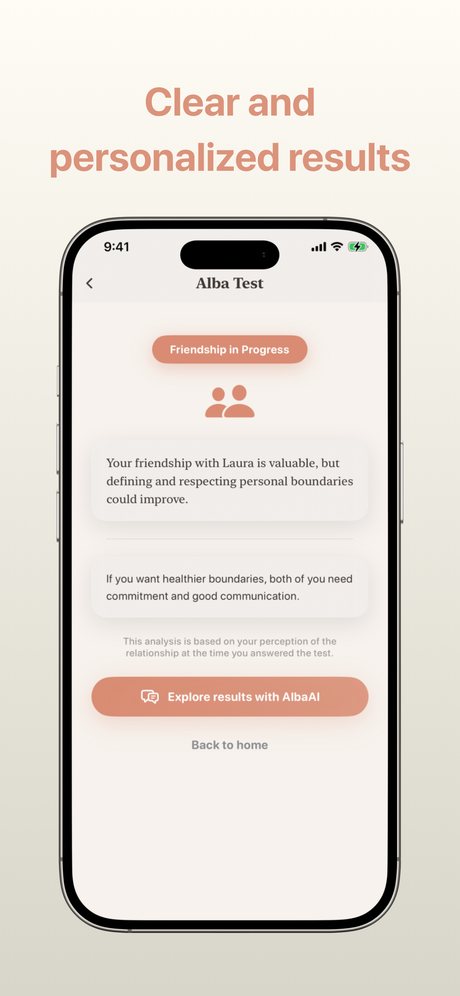 Clear and
personalized results
9:41
Alba Test
Friendship in Progress
Your friendship with Laura is valuable, but
defining and respecting personal boundaries
could improve.
If you want healthier boundaries, both of you need
commitment and good communication.
This analysis is based on your perception of the
relationship at the time you answered the test.
Explore results with AlbaAI
Back to home